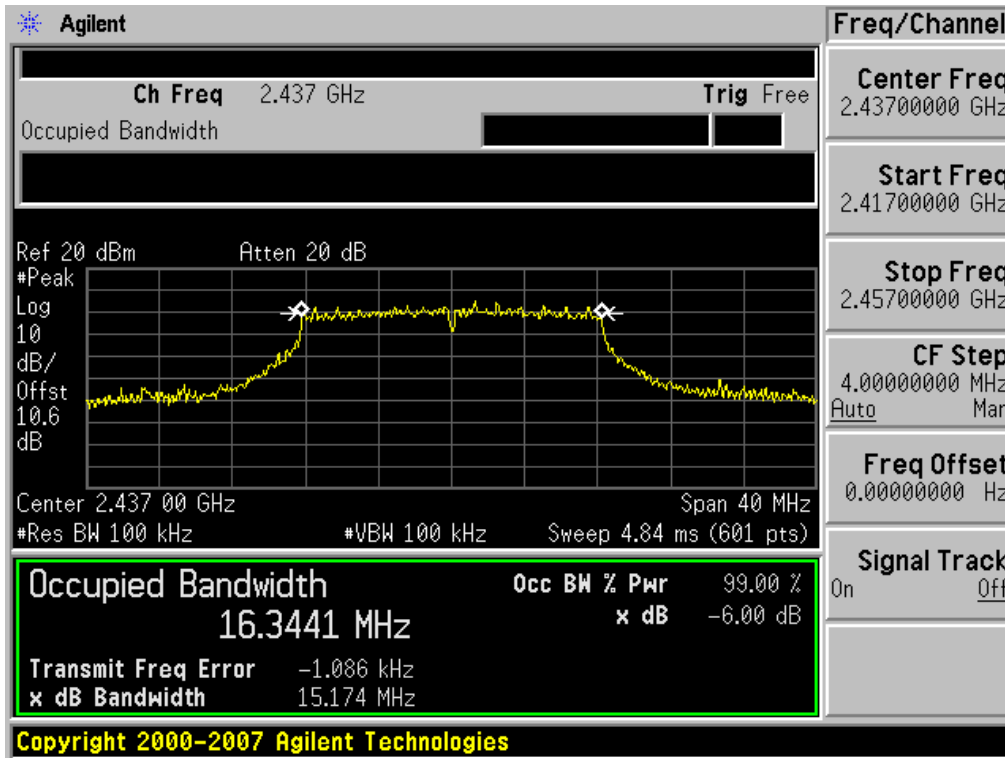 Agilent
Ch Freq 2.437 GHz Trig Free
Occupied Bandwidth
Ref 20 dBm Atten 20 dB
#Peak
Log
10
dB/
Offst
10.6
dB
Center 2.437 00 GHz Span 40 MHz
#Res BW 100 kHz #VBW 100 kHz Sweep 4.84 ms (601 pts)
Occupied Bandwidth
16.3441 MHz
Occ BW % Pwr 99.00 %
x dB -6.00 dB
Transmit Freq Error -1.086 kHz
x dB Bandwidth 15.174 MHz
Copyright 2000-2007 Agilent Technologies
Freq/Channel
Center Freq
2.43700000 GHz
Start Freq
2.41700000 GHz
Stop Freq
2.45700000 GHz
CF Step
4.00000000 MHz
Auto Man
Freq Offset
0.00000000 Hz
Signal Track
On Off